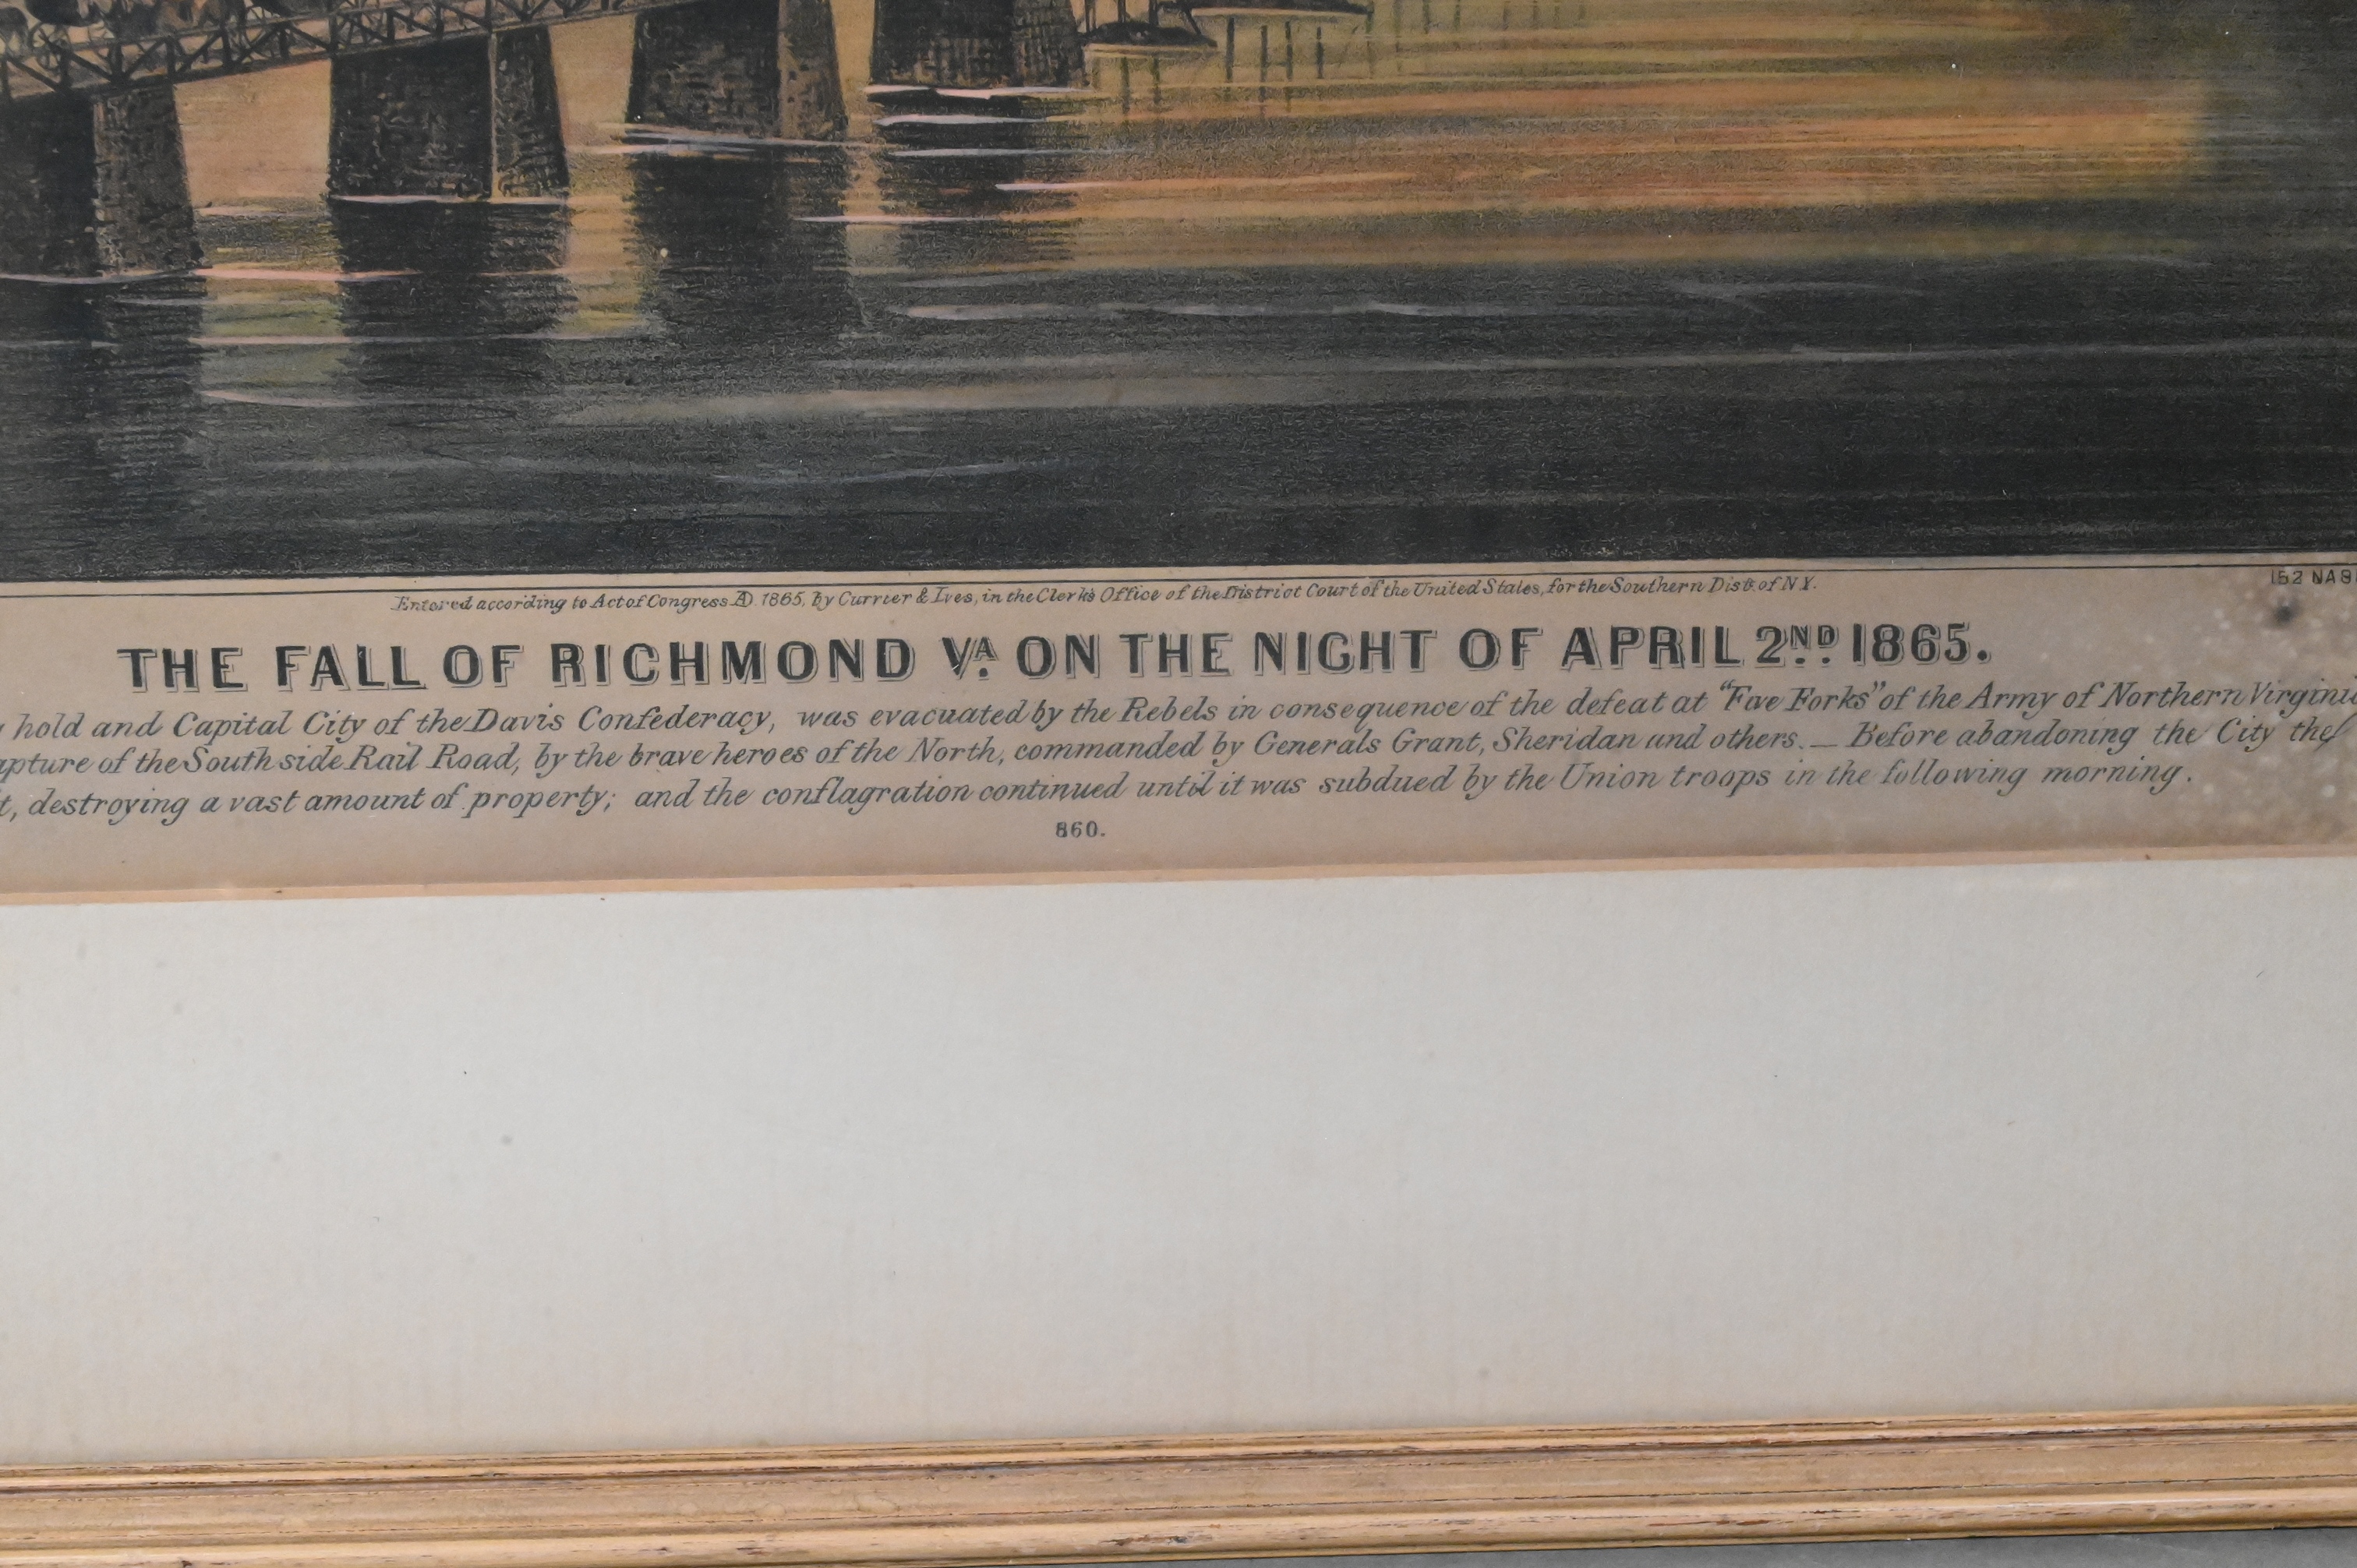 Entered according to Act of Congress AD. 1865, by Currier & Ives, in the Clerk's Office of the District Court of the United States, for the Southern Distt. of N.Y.
152 NA
THE FALL OF RICHMOND VA. ON THE NIGHT OF APRIL 2ND. 1865.
hold and Capital City of the Davis Confederacy, was evacuated by the Rebels in consequence of the defeat at "Five Forks" of the Army of Northern
pture of the South side Rail Road, by the brave heroes of the North, commanded by Generals Grant, Sheridan and others. — Before abandoning the City the
t, destroying a vast amount of property; and the conflagration continued until it was subdued by the Union troops in the following morning.
860.